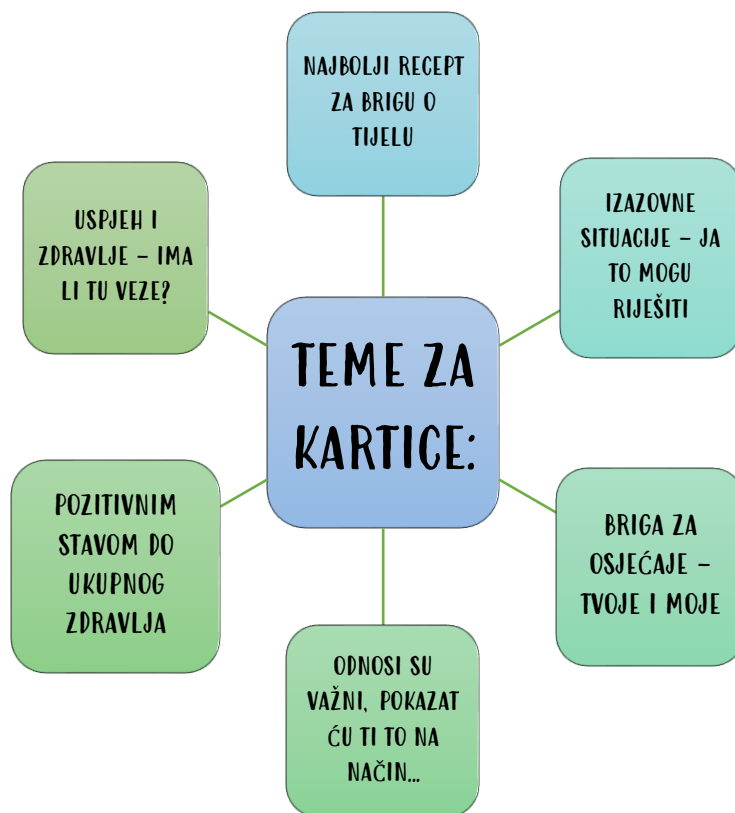 NAJBOLJI RECEPT
ZA BRIGU O
TIJELU
IZAZOVNE
SITUACIJE – JA
TO MOGU
RIJEŠITI
BRIGA ZA
OSJEĆAJE –
TVOJE I MOJE
ODNOSI SU
VAŽNI, POKAZAT
ĆU TI TO NA
NAČIN...
POZITIVNIM
STAVOM DO
UKUPNOG
ZDRAVLJA
USPJEH I
ZDRAVLJE – IMA
LI TU VEZE?
TEME ZA
KARTICE: